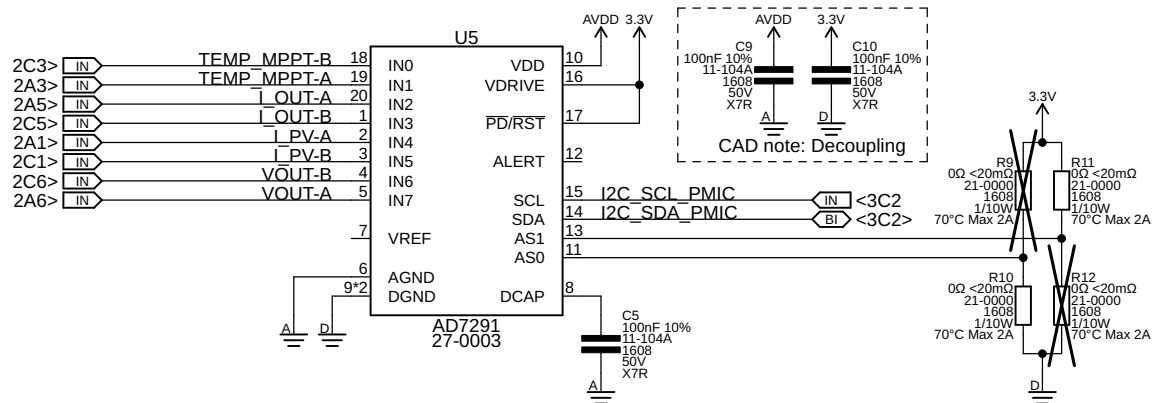 U5
2C3> IN TEMP_MPPT-B 18 IN0
2A3> IN TEMP_MPPT-A 19 IN1
2A5> IN I_OUT-A 20 IN2
2C5> IN I_OUT-B 1 IN3
2A1> IN I_PV-A 2 IN4
2C1> IN I_PV-B 3 IN5
2C6> IN VOUT-B 4 IN6
2A6> IN VOUT-A 5 IN7
7 VREF
6 AGND
9*2 DGND
A D
VDD 10
VDRIVE 16
PD/RST 17
ALERT 12
SCL 15 I2C_SCL_PMIC IN <3C2
SDA 14 I2C_SDA_PMIC BI <3C2>
AS1 13
AS0 11
DCAP 8
AD7291
27-0003
AVDD 3.3V
C5
100nF 10%
11-104A
1608
50V
X7R
A
AVDD 3.3V
C9
100nF 10%
11-104A
1608
50V
X7R
A
C10
100nF 10%
11-104A
1608
50V
X7R
D
CAD note: Decoupling
3.3V
R9
0Ω <20mΩ
21-0000
1608
1/10W
70°C Max 2A
R11
0Ω <20mΩ
21-0000
1608
1/10W
70°C Max 2A
R10
0Ω <20mΩ
21-0000
1608
1/10W
70°C Max 2A
R12
0Ω <20mΩ
21-0000
1608
1/10W
70°C Max 2A
D